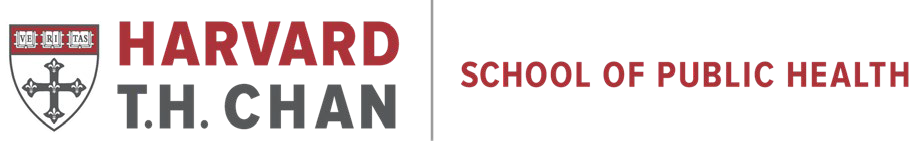 VE RI TAS
HARVARD
T.H. CHAN
SCHOOL OF PUBLIC HEALTH